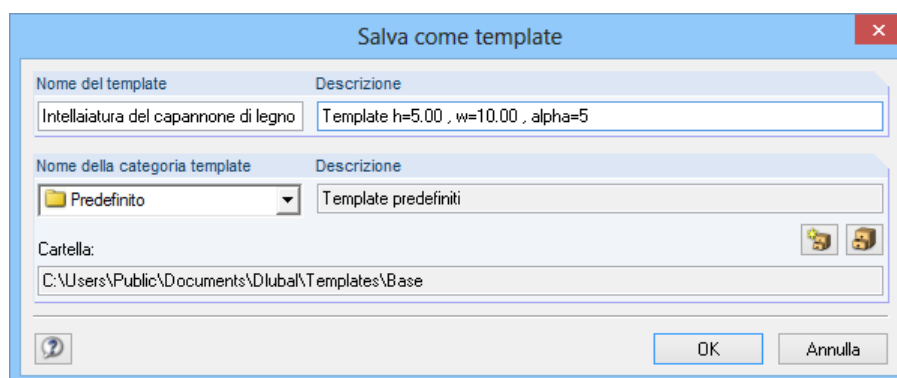 Salva come template
Nome del template
Descrizione
Intellaiatura del capannone di legno
Template h=5.00 , w=10.00 , alpha=5
Nome della categoria template
Descrizione
Predefinito
Template predefiniti
Cartella:
C:\Users\Public\Documents\Dlubal\Templates\Base
OK
Annulla